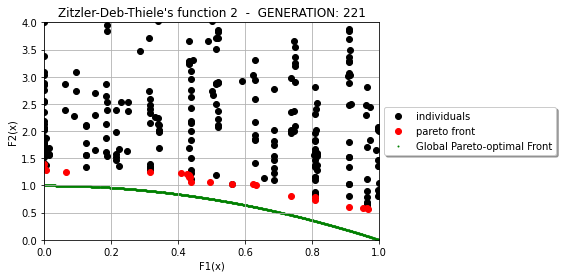 Zitzler-Deb-Thiele's function 2 - GENERATION: 221
4.0
3.5
3.0
2.5
2.0
1.5
1.0
0.5
0.0
F2(x)
0.0 0.2 0.4 0.6 0.8 1.0
F1(x)
individuals
pareto front
Global Pareto-optimal Front